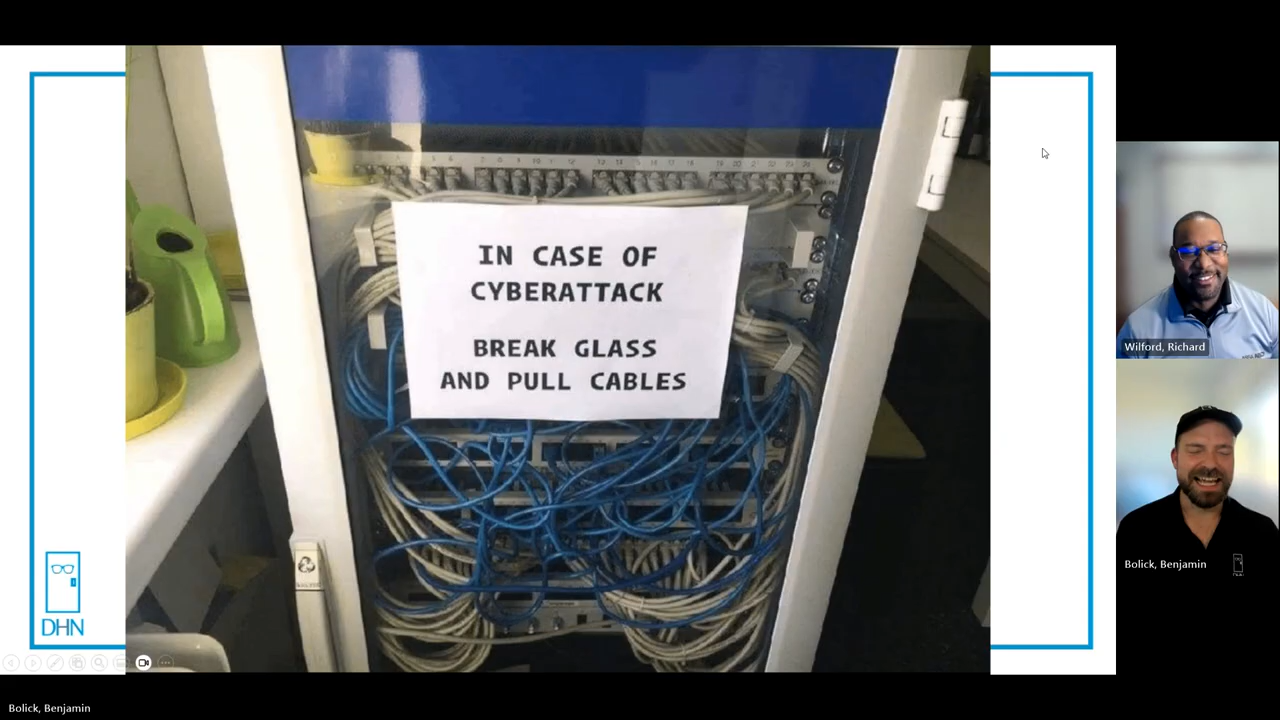 IN CASE OF
CYBERATTACK
BREAK GLASS
AND PULL CABLES
DHN
Wilford, Richard
Bolick, Benjamin
Bolick, Benjamin